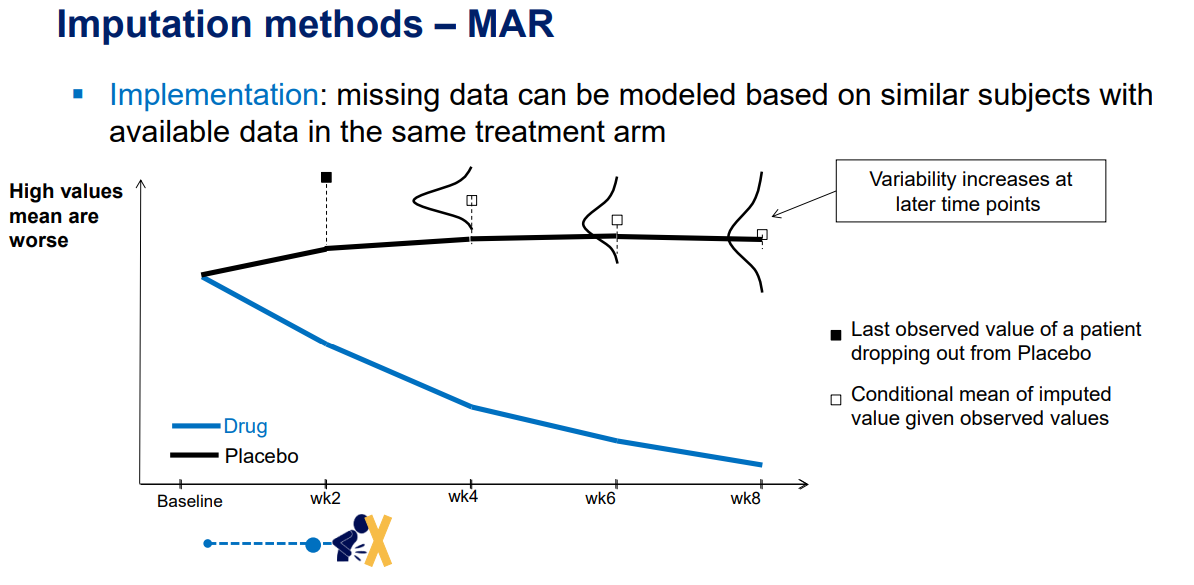 Imputation methods – MAR
Implementation: missing data can be modeled based on similar subjects with
available data in the same treatment arm
High values
mean are
worse
Variability increases at
later time points
Last observed value of a patient
dropping out from Placebo
Conditional mean of imputed
value given observed values
Drug
Placebo
Baseline
wk2
wk4
wk6
wk8